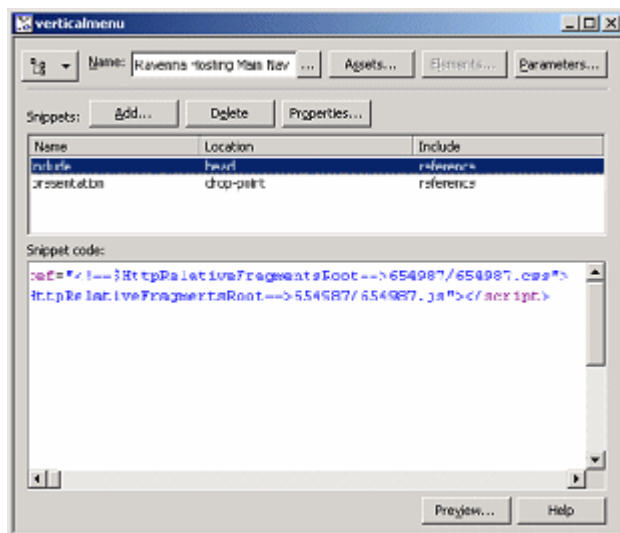 verticalmenu
Name: Ravenna Hosting Main Nav ... Assets... Elements... Parameters...
Snippets: Add... Delete Properties...
Name Location Include
include head reference
presentation drop-point reference
Snippet code:
ref="<!--$HttpRelativeFragmentsRoot-->654987/654987.css">
HttpRelativeFragmentsRoot-->654987/654987.js"></script>
Preview... Help